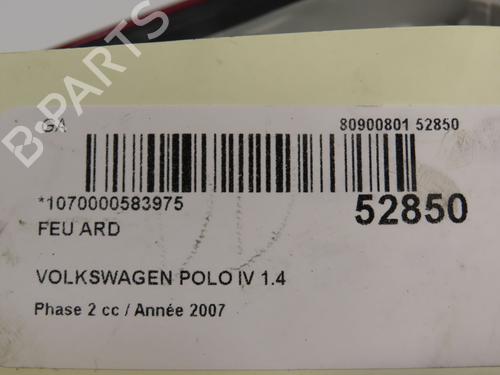 GA 80900801 52850
*1070000583975 52850
FEU ARD
VOLKSWAGEN POLO IV 1.4
Phase 2 cc / Année 2007
B-PARTS